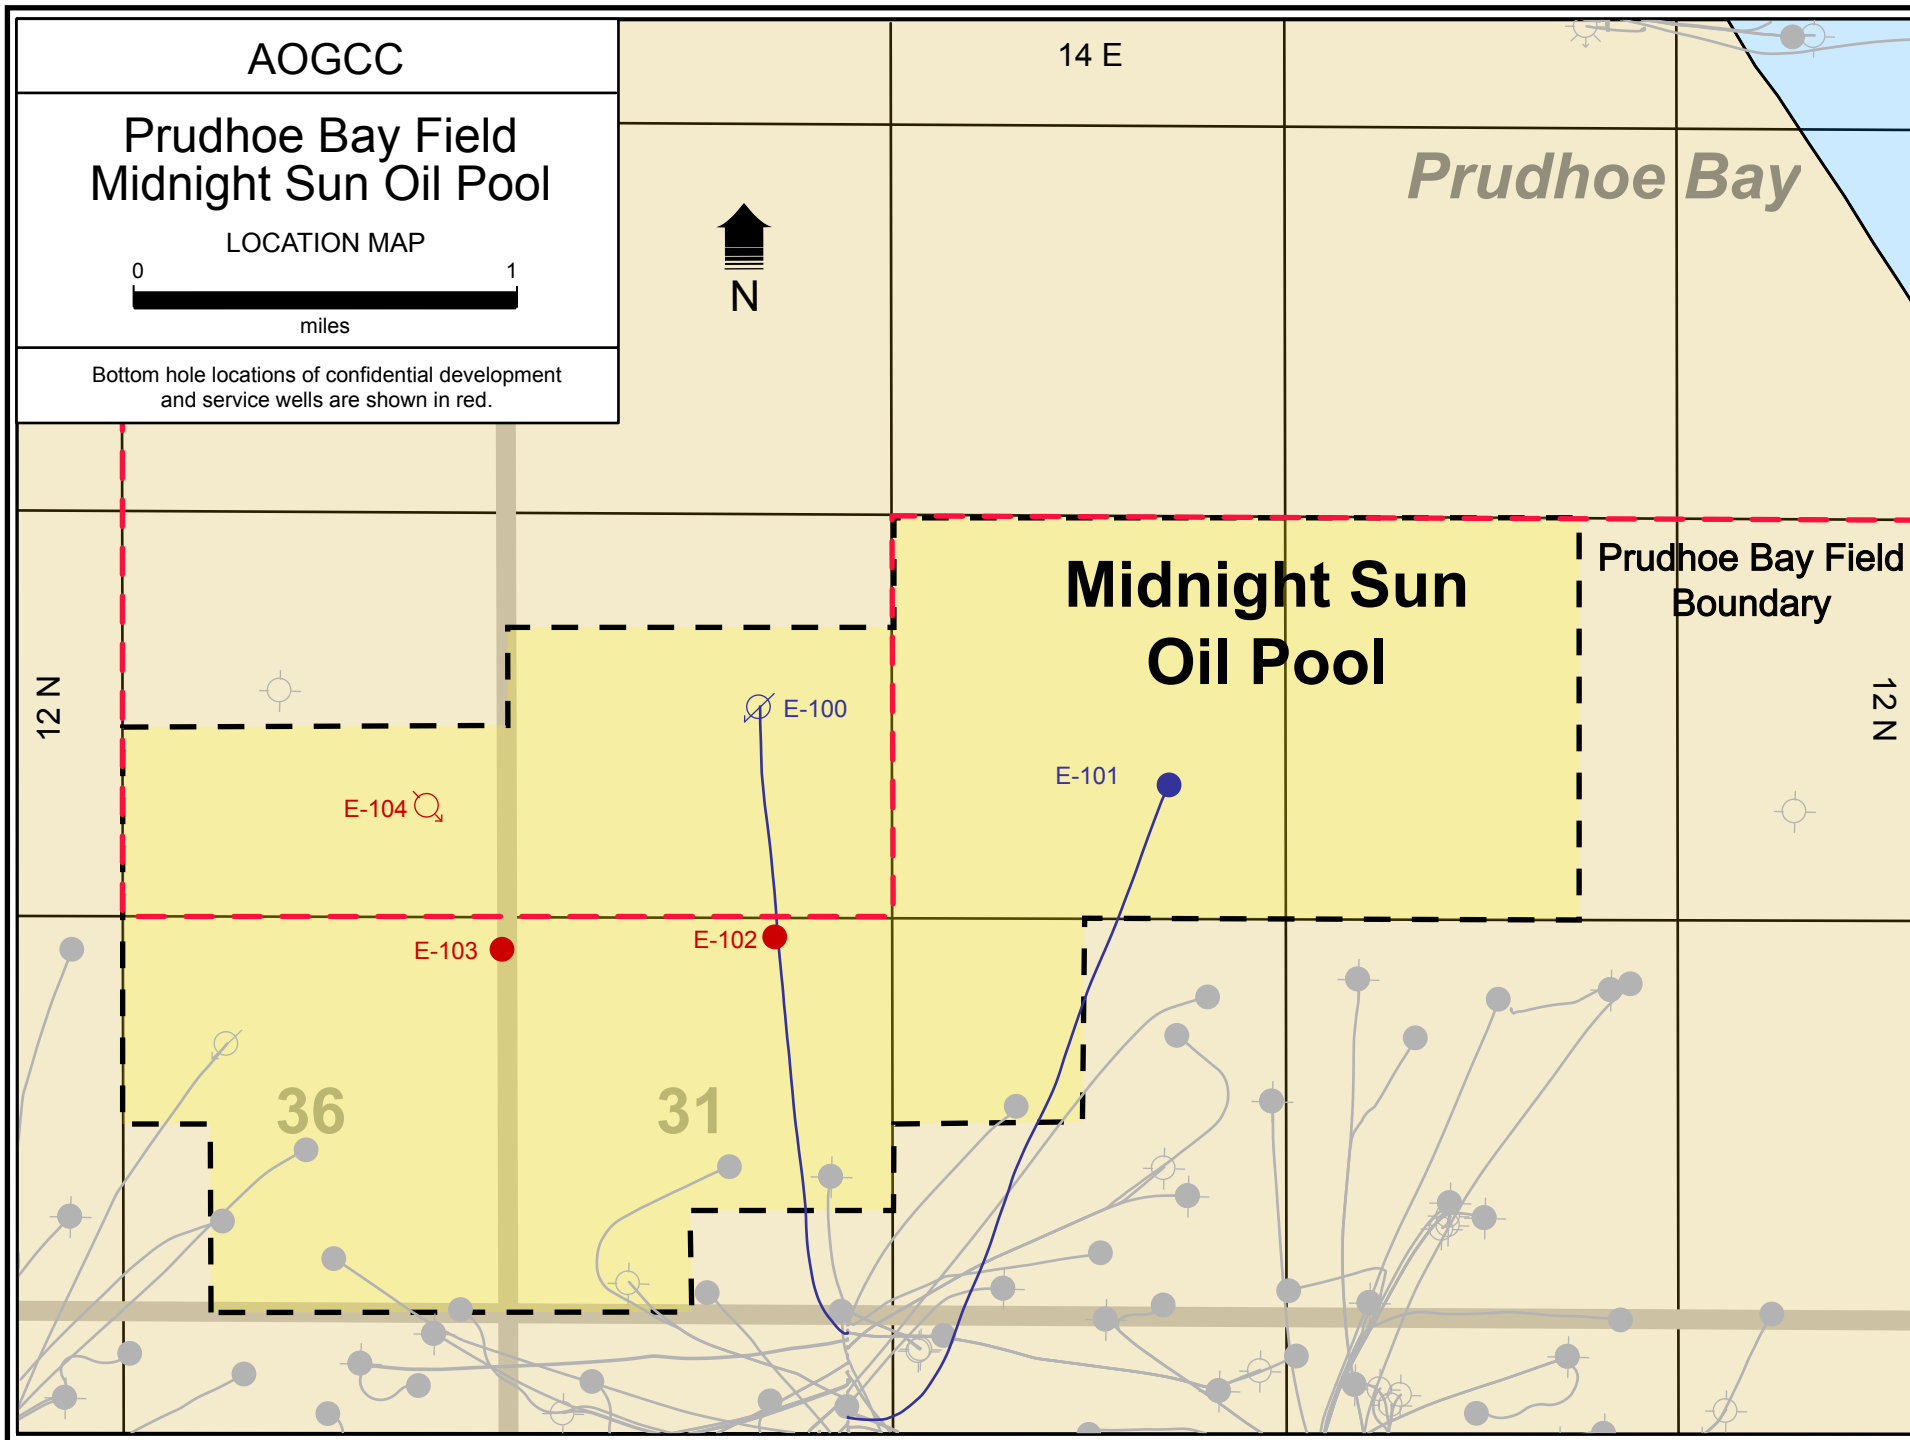 AOGCC
Prudhoe Bay Field
Midnight Sun Oil Pool
LOCATION MAP
0 1
miles
Bottom hole locations of confidential development
and service wells are shown in red.
14 E
N
Prudhoe Bay
Midnight Sun
Oil Pool
Prudhoe Bay Field
Boundary
12 N
12 N
E-100
E-101
E-104
E-103
E-102
36
31